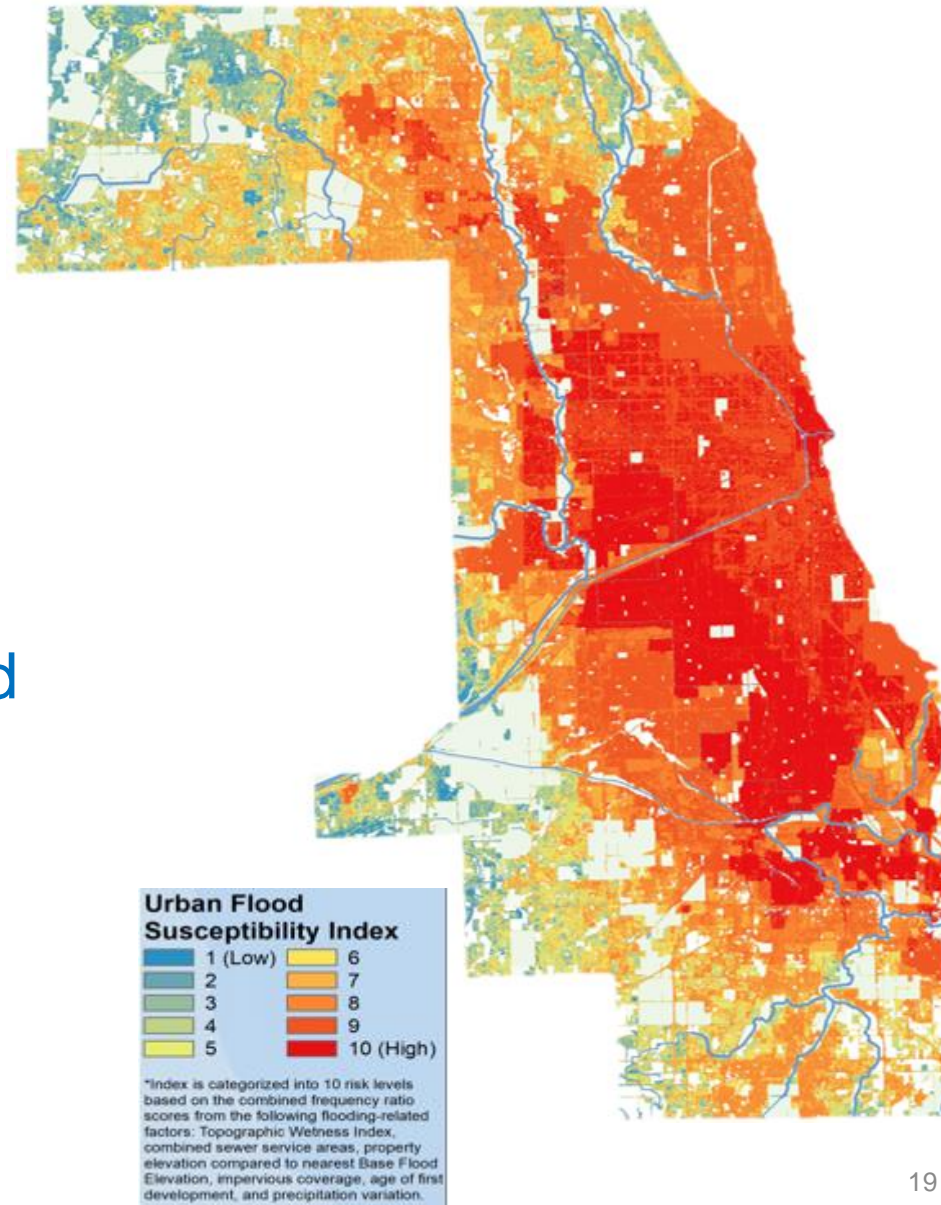 d
Urban Flood
Susceptibility Index
1 (Low)
2
3
4
5
6
7
8
9
10 (High)
*Index is categorized into 10 risk levels
based on the combined frequency ratio
scores from the following flooding-related
factors: Topographic Wetness Index,
combined sewer service areas, property
elevation compared to nearest Base Flood
Elevation, impervious coverage, age of first
development, and precipitation variation.
19